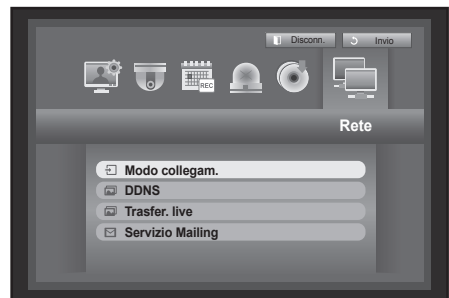 Disconn. Invio
REC
Rete
Modo collegam.
DDNS
Trasfer. live
Servizio Mailing